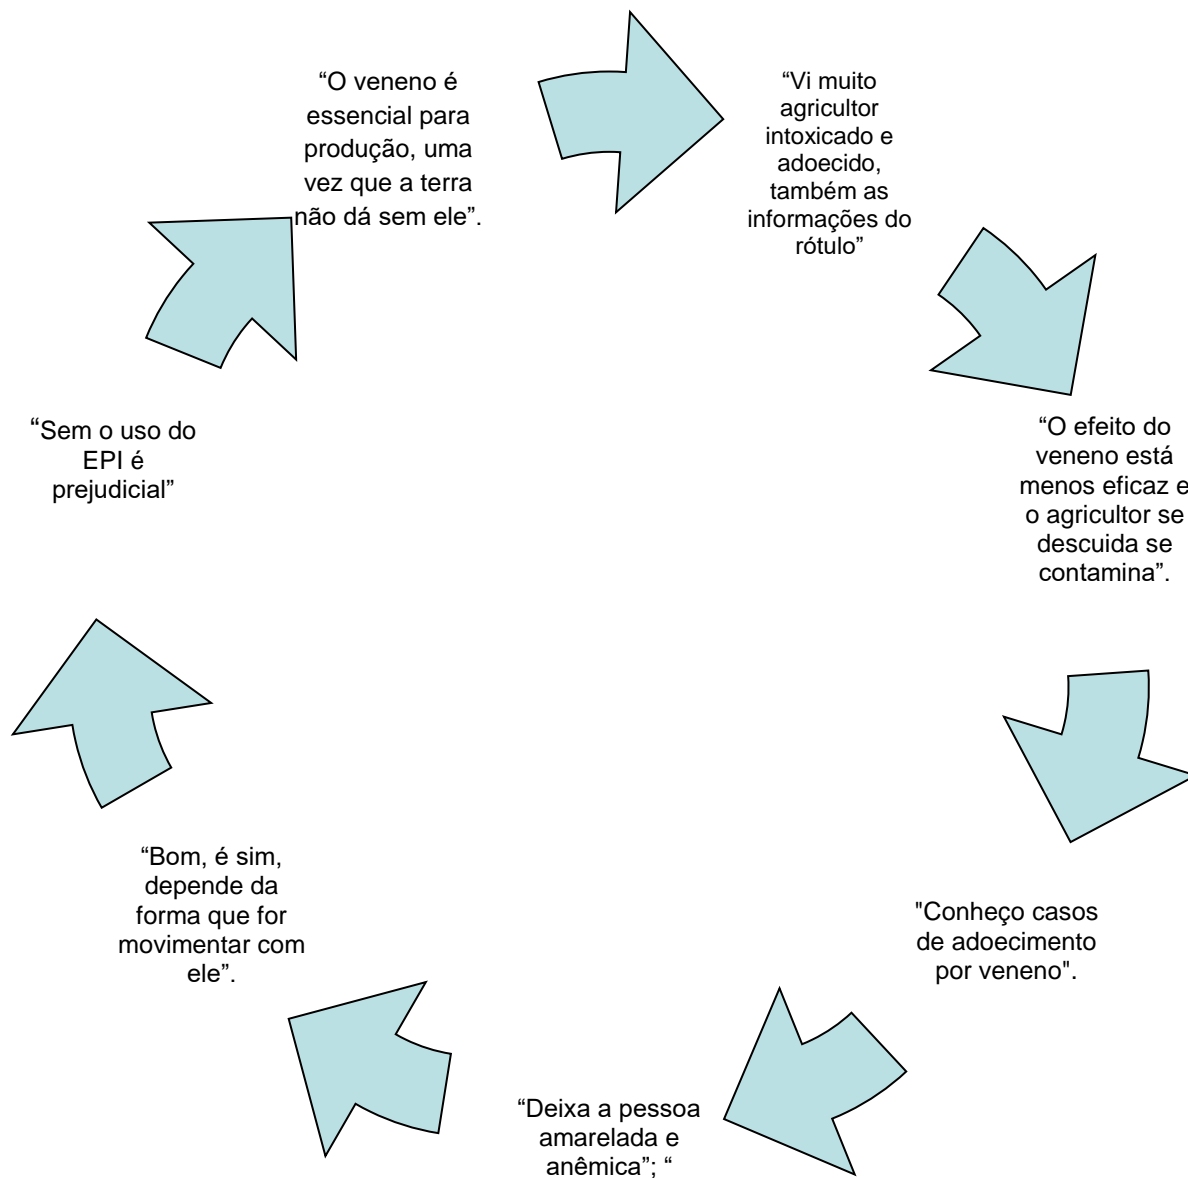 “O veneno é
essencial para
produção, uma
vez que a terra
não dá sem ele”.
“Vi muito
agricultor
intoxicado e
adoecido,
também as
informações do
rótulo”
“O efeito do
veneno está
menos eficaz e
o agricultor se
descuida se
contamina”.
"Conheço casos
de adoecimento
por veneno".
“Deixa a pessoa
amarelada e
anêmica”; “
“Bom, é sim,
depende da
forma que for
movimentar com
ele”.
“Sem o uso do
EPI é
prejudicial”